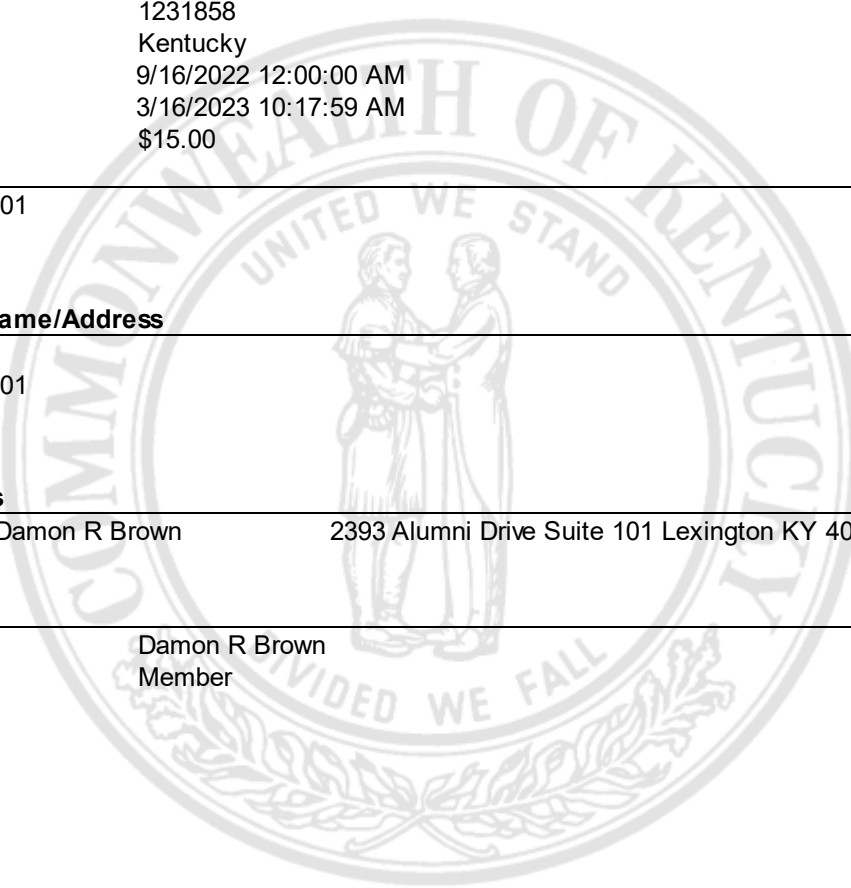 1231858
Kentucky
9/16/2022 12:00:00 AM
3/16/2023 10:17:59 AM
$15.00
01
ame/Address
01
s
Damon R Brown 2393 Alumni Drive Suite 101 Lexington KY 40
Damon R Brown
Member
COMMONWEALTH OF KENTUCKY
UNITED WE STAND
DIVIDED WE FALL